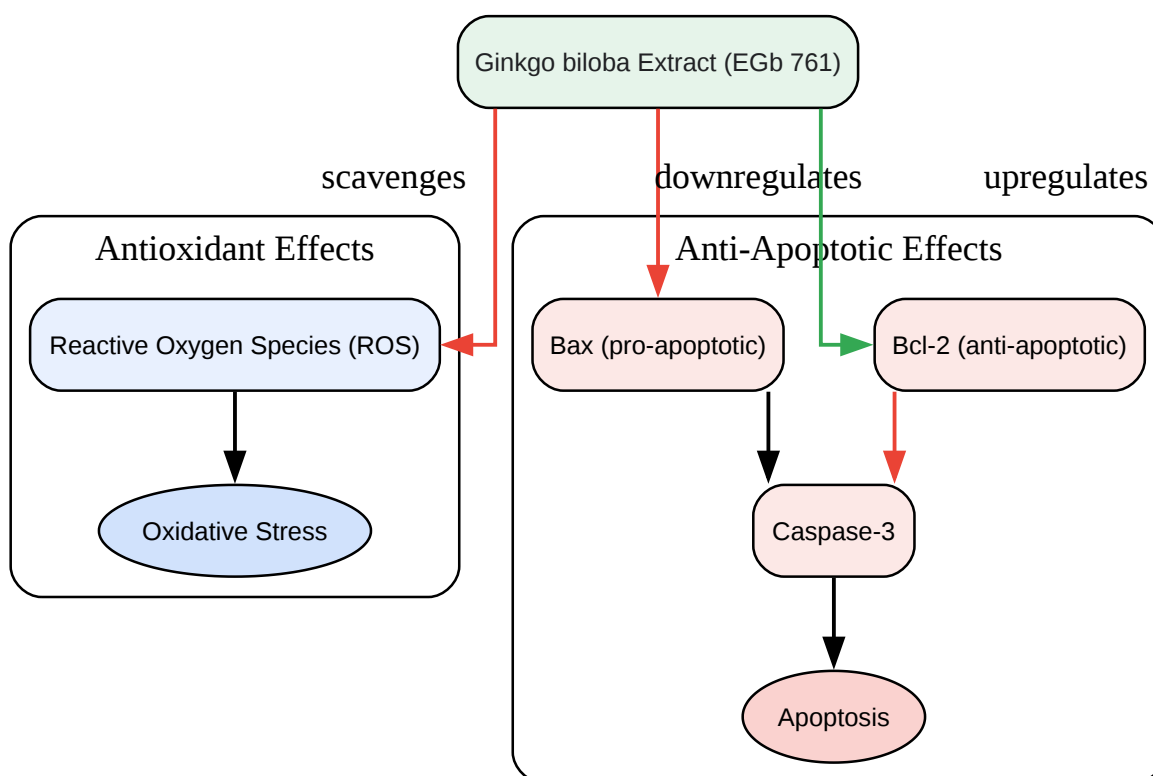 Ginkgo biloba Extract (EGb 761)
scavenges
downregulates
upregulates
Antioxidant Effects
Anti-Apoptotic Effects
Reactive Oxygen Species (ROS)
Bax (pro-apoptotic)
Bcl-2 (anti-apoptotic)
Oxidative Stress
Caspase-3
Apoptosis